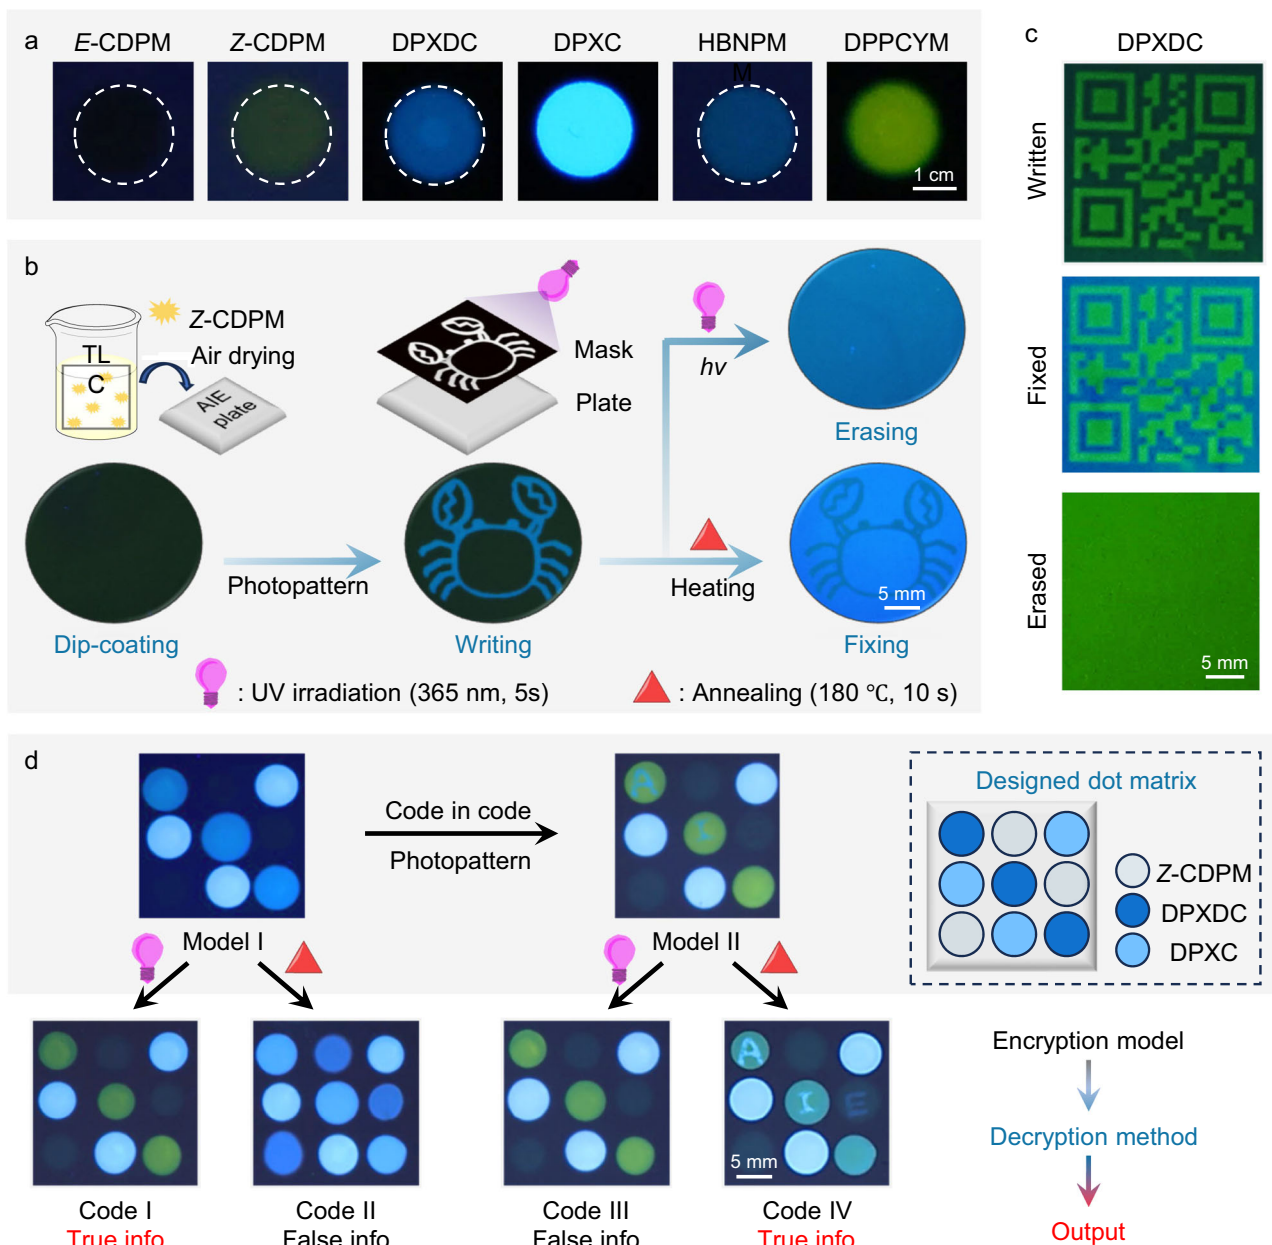 a
E-CDPM
Z-CDPM
DPXDC
DPXC
HBNPM
M
DPPCYM
1 cm
b
TL
C
Z-CDPM
Air drying
AIE
plate
Mask
Plate
hv
Erasing
Photopattern
Heating
5 mm
Dip-coating
Writing
Fixing
: UV irradiation (365 nm, 5s)
: Annealing (180 °C, 10 s)
c
DPXDC
Written
Fixed
Erased
5 mm
d
Code in code
Photopattern
A
I
Model I
Model II
Designed dot matrix
Z-CDPM
DPXDC
DPXC
A
I
E
5 mm
Code I
True info
Code II
False info
Code III
False info
Code IV
True info
Encryption model
Decryption method
Output